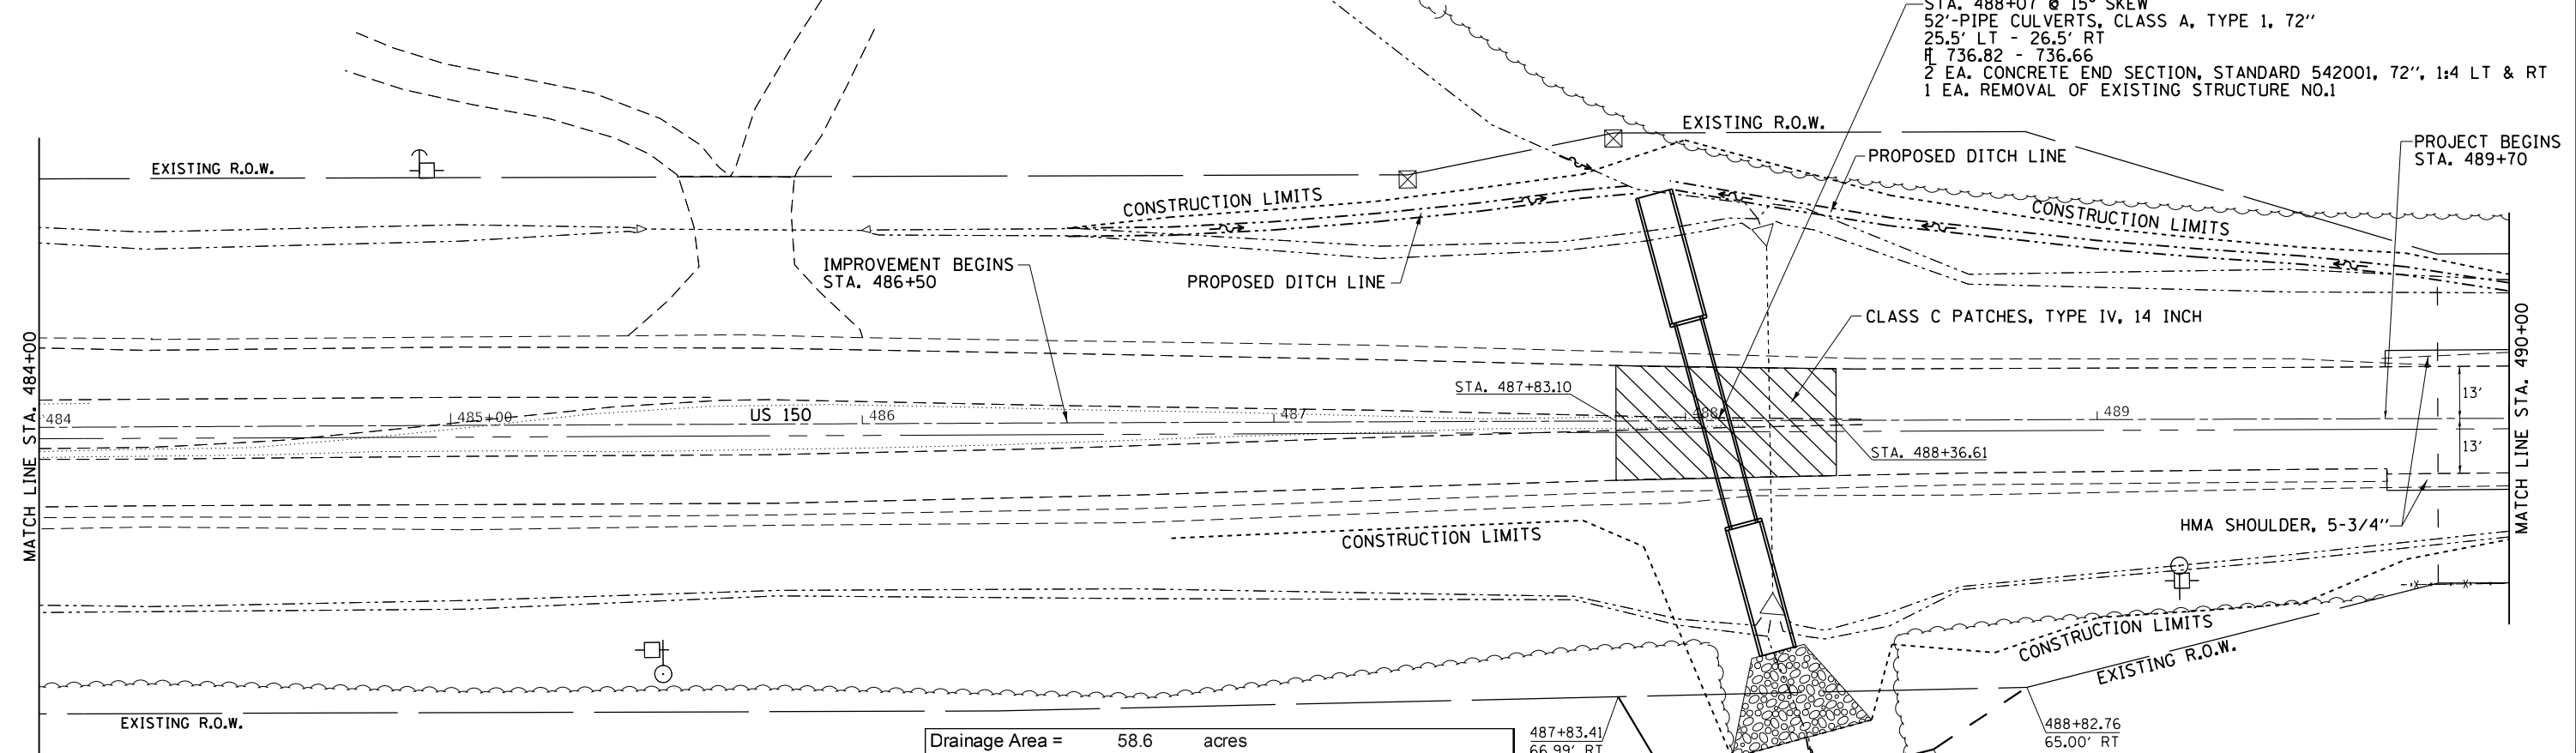 STA. 488+07 @ 15° SKEW
52'-PIPE CULVERTS, CLASS A, TYPE 1, 72"
25.5' LT - 26.5' RT
FL 736.82 - 736.66
2 EA. CONCRETE END SECTION, STANDARD 542001, 72", 1:4 LT & RT
1 EA. REMOVAL OF EXISTING STRUCTURE NO.1
EXISTING R.O.W.
PROJECT BEGINS
STA. 489+70
EXISTING R.O.W.
PROPOSED DITCH LINE
CONSTRUCTION LIMITS
CONSTRUCTION LIMITS
IMPROVEMENT BEGINS
STA. 486+50
PROPOSED DITCH LINE
CLASS C PATCHES, TYPE IV, 14 INCH
MATCH LINE STA. 484+00
MATCH LINE STA. 490+00
STA. 487+83.10
13'
484
485+00
US 150
486
487
488
489
13'
STA. 488+36.61
HMA SHOULDER, 5-3/4"
CONSTRUCTION LIMITS
X X
CONSTRUCTION LIMITS
EXISTING R.O.W.
EXISTING R.O.W.
Drainage Area = 58.6 acres
487+83.41
66.99' RT
488+82.76
65.00' RT